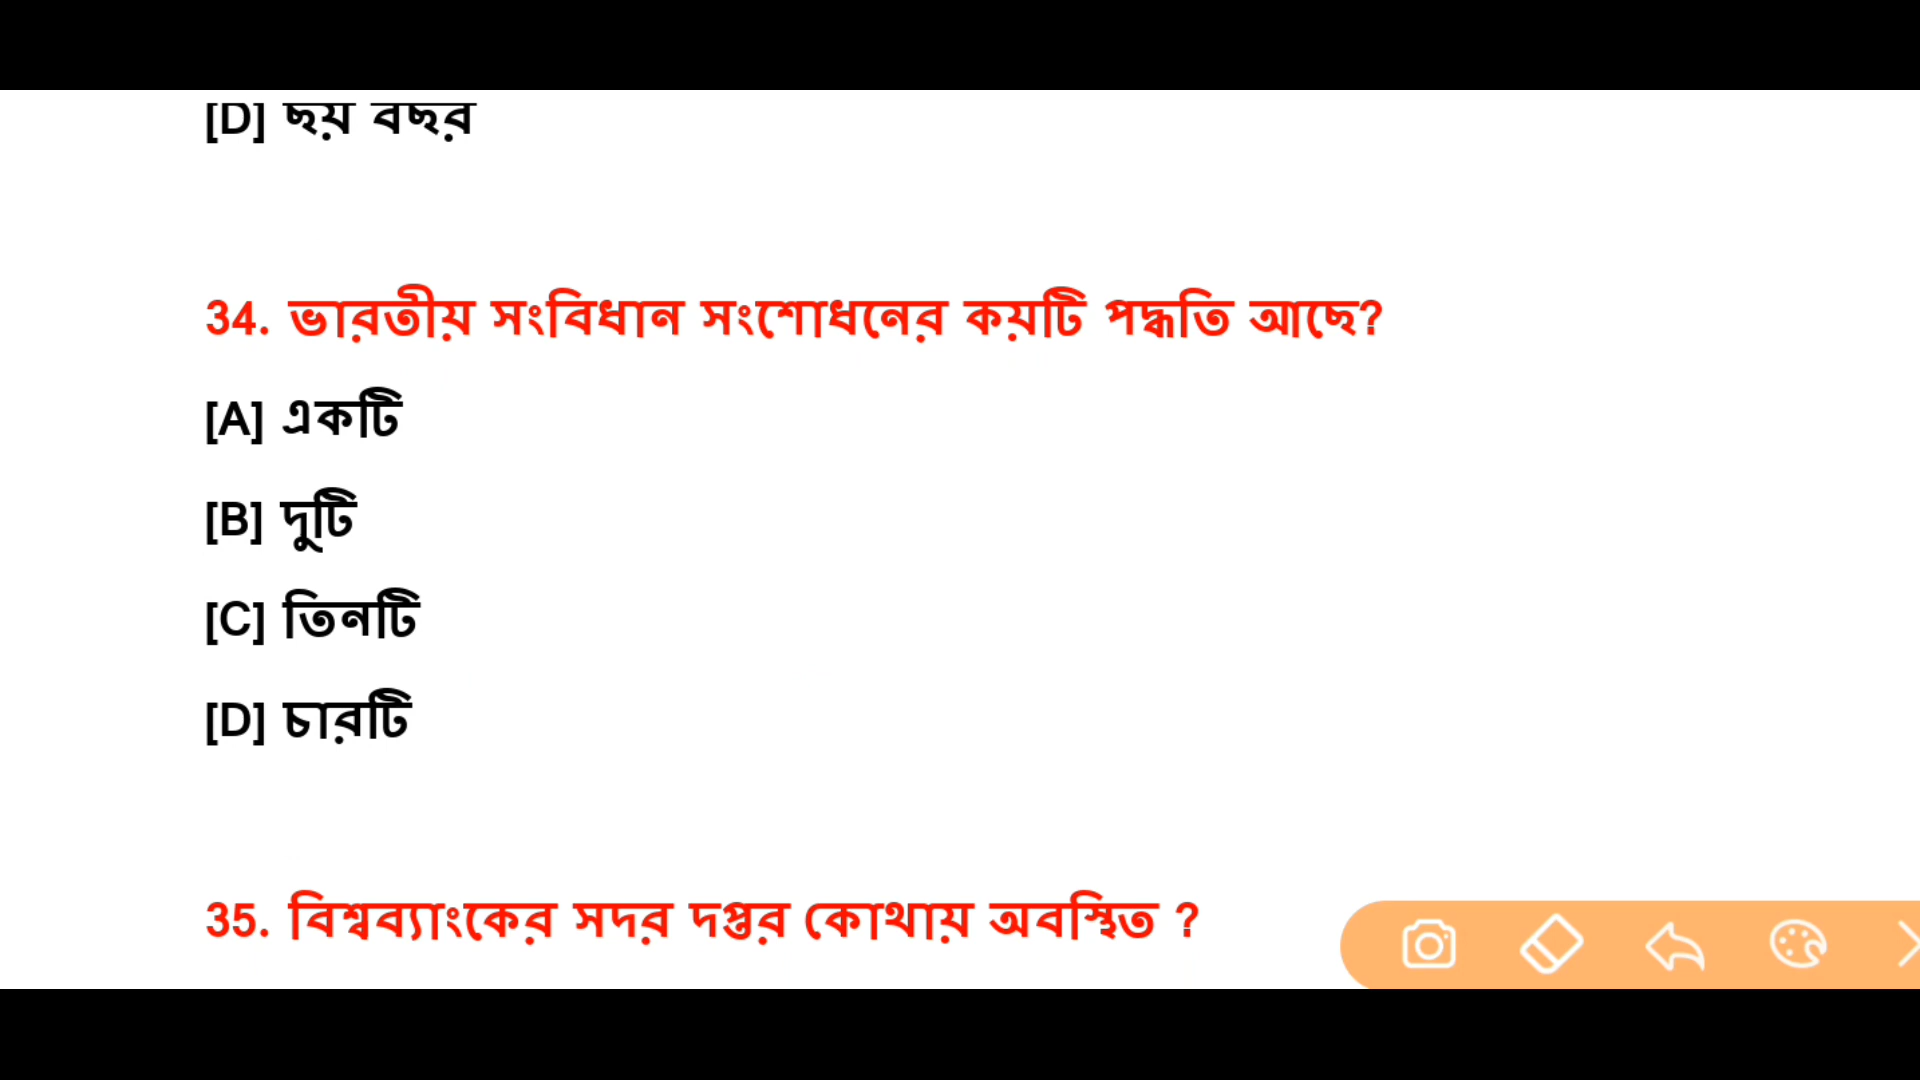 [D] ছয় বছর
34. ভারতীয় সংবিধান সংশোধনের কয়টি পদ্ধতি আছে?
[A] একটি
[B] দুটি
[C] তিনটি
[D] চারটি
35. বিশ্বব্যাংকের সদর দপ্তর কোথায় অবস্থিত ?